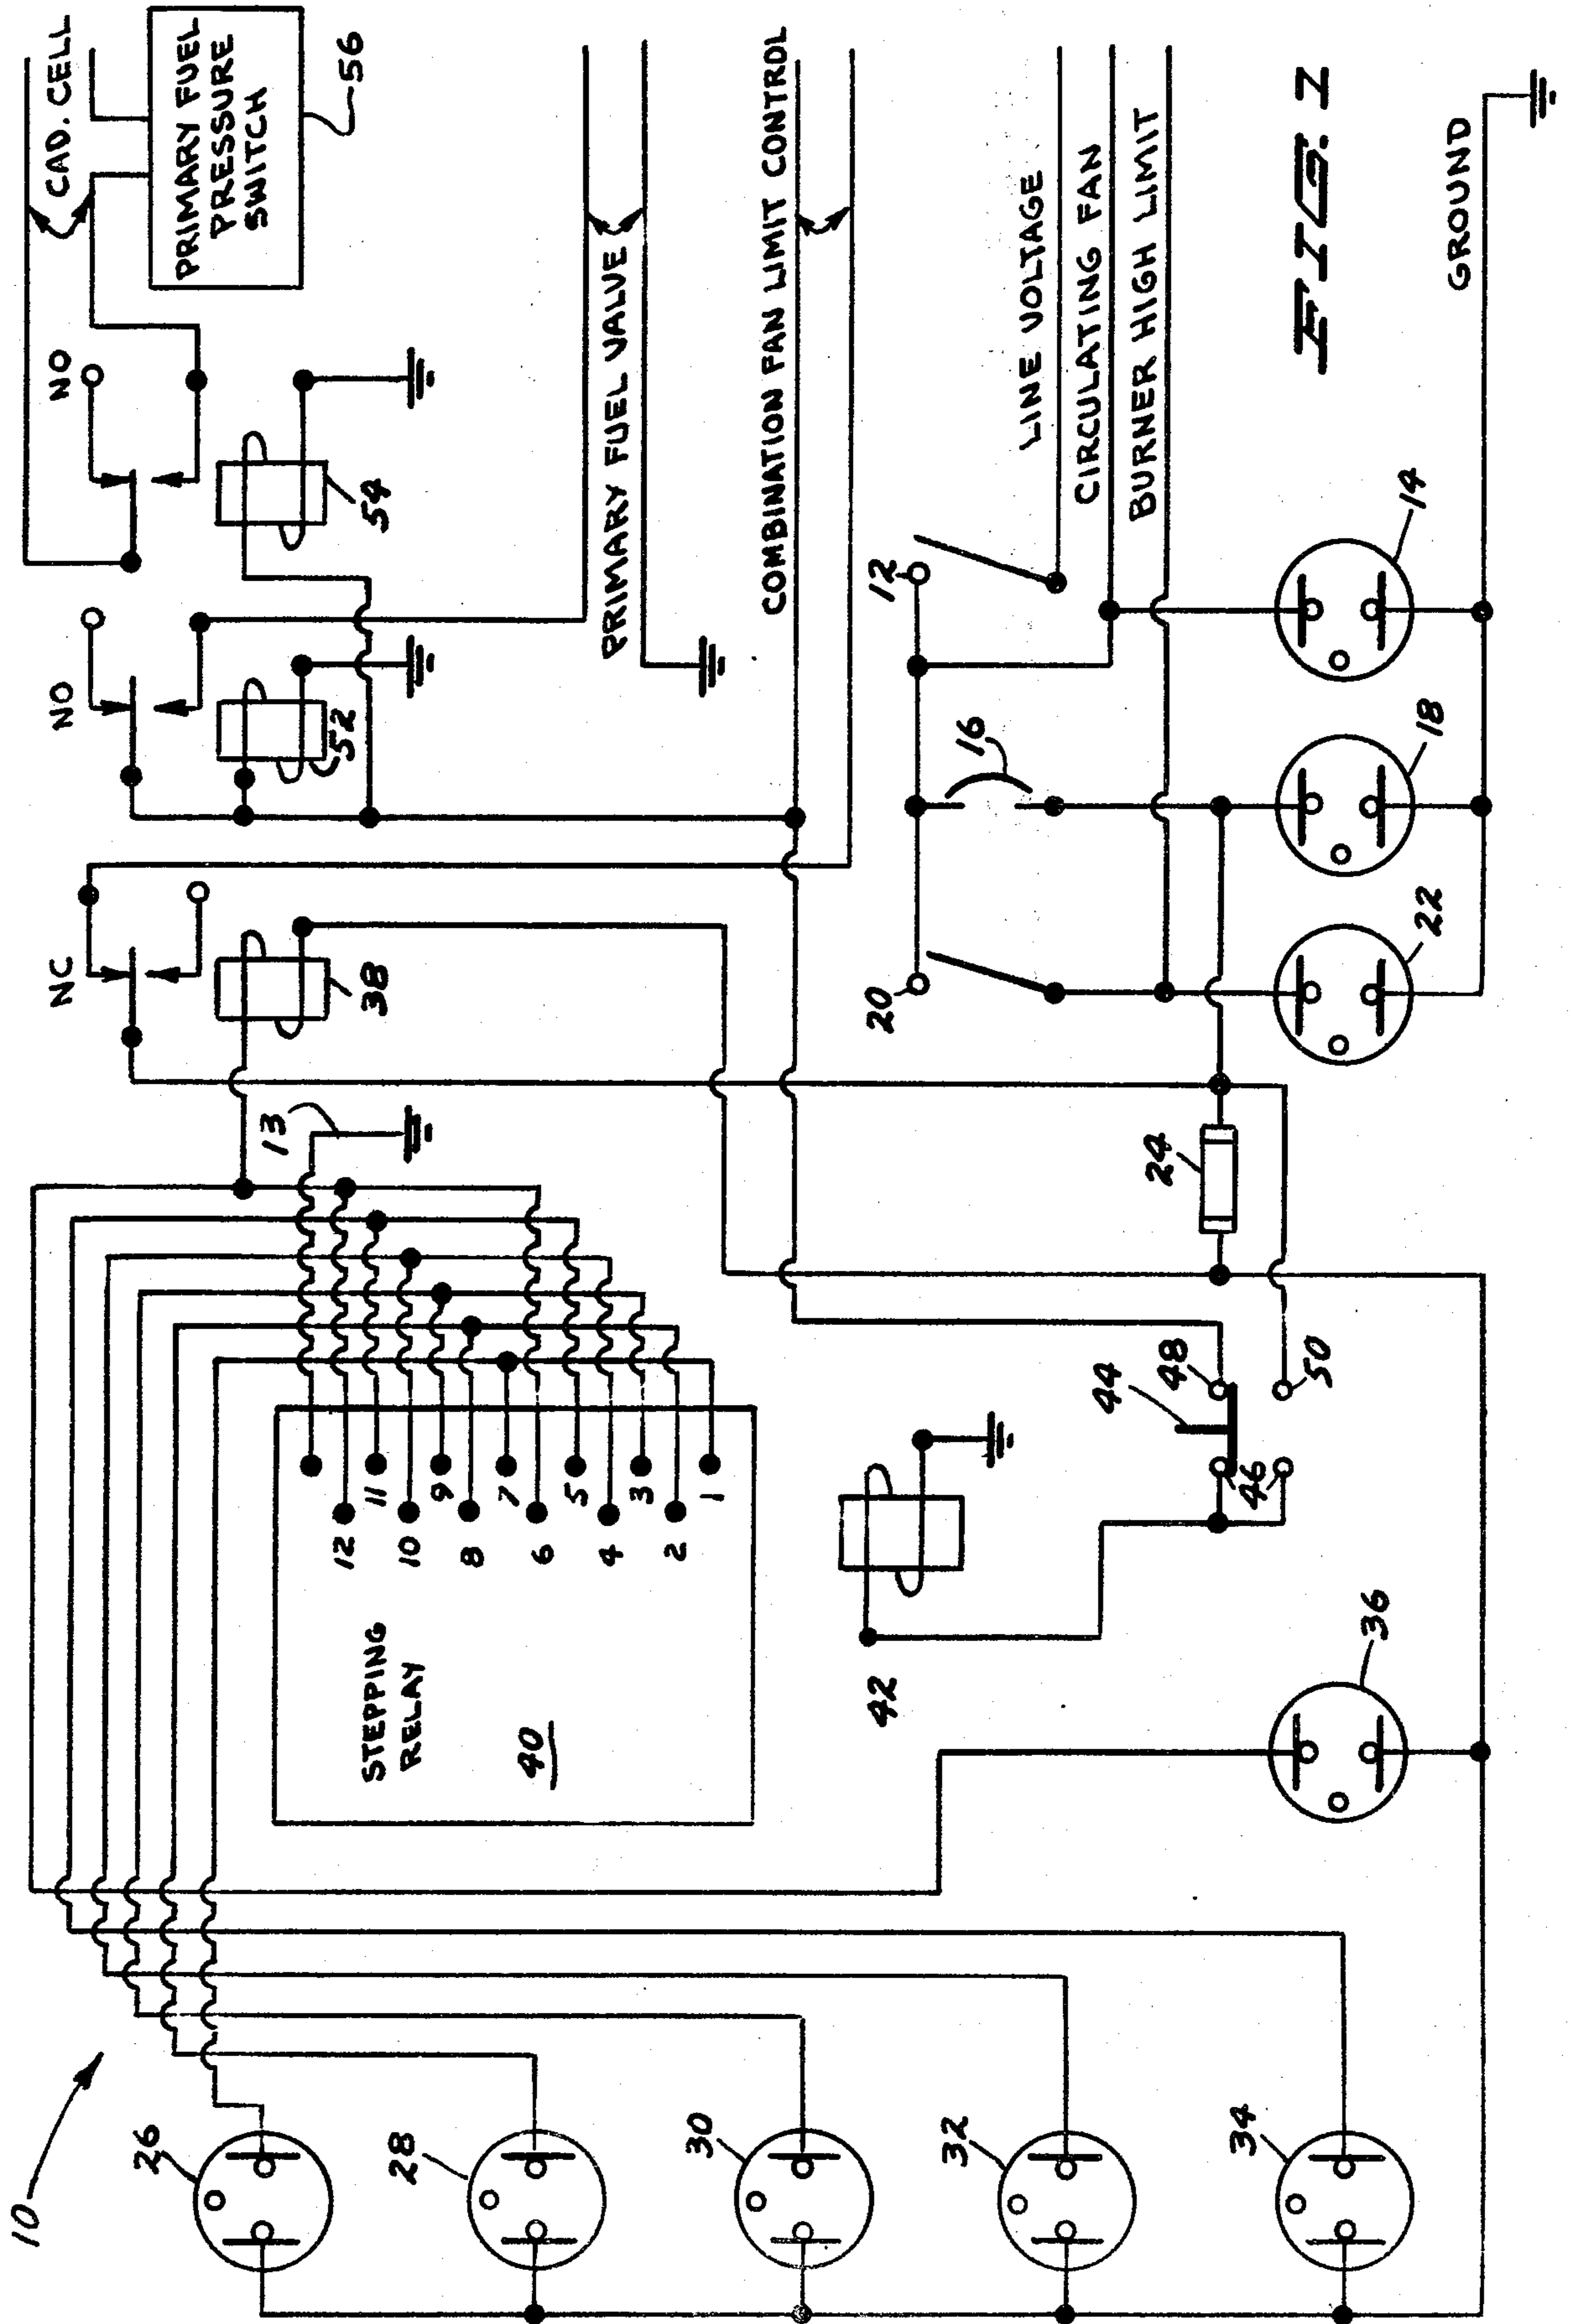 CAD. CELL
PRIMARY FUEL
PRESSURE
SWITCH
56
NO
54
NO
52
PRIMARY FUEL VALVE
COMBINATION FAN LIMIT CONTROL
LINE VOLTAGE
CIRCULATING FAN
BURNER HIGH LIMIT
FIG. 1
GROUND
12
14
16
18
20
22
NC
38
13
24
44
48
50
46
42
36
12
11
10
9
8
7
6
5
4
3
2
1
STEPPING
RELAY
40
10
26
28
30
32
34